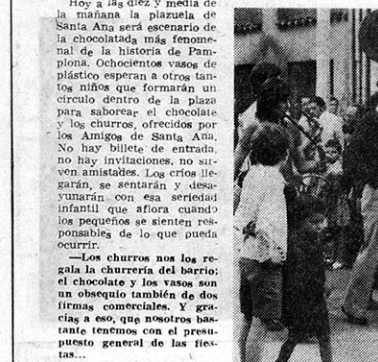 Hoy a las diez y media de
la mañana la plazuela de
Santa Ana será escenario de
la chocolatada más fenome-
nal de la historia de Pam-
plona. Ochocientos vasos de
plástico esperan a otros tan-
tos niños que formarán un
círculo dentro de la plaza
para saborear el chocolate
y los churros, ofrecidos por
los Amigos de Santa Ana.
No hay billete de entrada,
no hay invitaciones, no sir-
ven amistades. Los críos lle-
garán, se sentarán y desa-
yunarán con esa seriedad
infantil que aflora cuando
los pequeños se sienten res-
ponsables de lo que pueda
ocurrir.
—Los churros nos los re-
gala la churrería del barrio;
el chocolate y los vasos son
un obsequio también de dos
firmas comerciales. Y gra-
cias a eso, que nosotros bas-
tante tenemos con el presu-
puesto general de las fies-
tas...